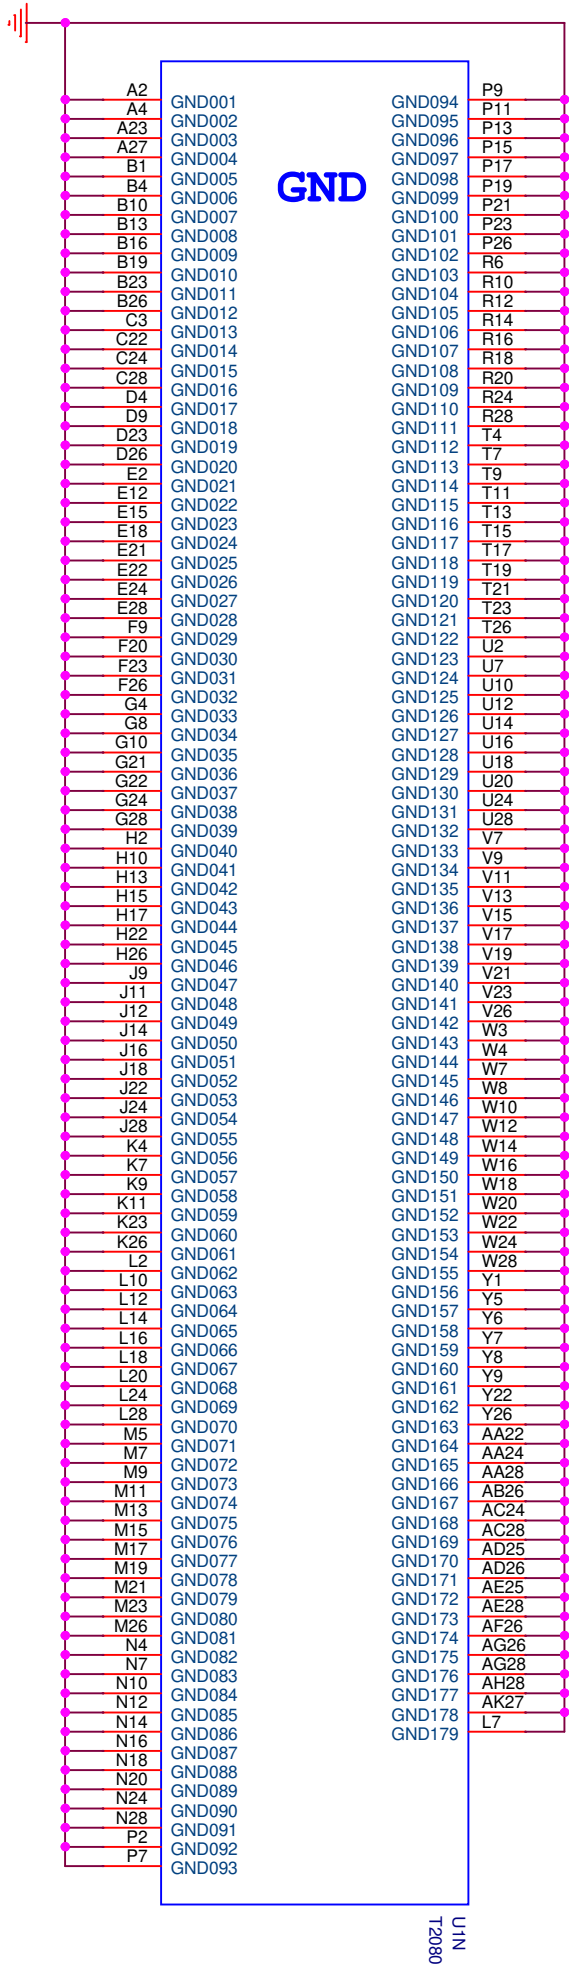 GND
A2 GND001 GND094 P9
A4 GND002 GND095 P11
A23 GND003 GND096 P13
A27 GND004 GND097 P15
B1 GND005 GND098 P17
B4 GND006 GND099 P19
B10 GND007 GND100 P21
B13 GND008 GND101 P23
B16 GND009 GND102 P26
B19 GND010 GND103 R6
B23 GND011 GND104 R10
B26 GND012 GND105 R12
C3 GND013 GND106 R14
C22 GND014 GND107 R16
C24 GND015 GND108 R18
C28 GND016 GND109 R20
D4 GND017 GND110 R24
D9 GND018 GND111 R28
D23 GND019 GND112 T4
D26 GND020 GND113 T7
E2 GND021 GND114 T9
E12 GND022 GND115 T11
E15 GND023 GND116 T13
E18 GND024 GND117 T15
E21 GND025 GND118 T17
E22 GND026 GND119 T19
E24 GND027 GND120 T21
E28 GND028 GND121 T23
F9 GND029 GND122 T26
F20 GND030 GND123 U2
F23 GND031 GND124 U7
F26 GND032 GND125 U10
G4 GND033 GND126 U12
G8 GND034 GND127 U14
G10 GND035 GND128 U16
G21 GND036 GND129 U18
G22 GND037 GND130 U20
G24 GND038 GND131 U24
G28 GND039 GND132 U28
H2 GND040 GND133 V7
H10 GND041 GND134 V9
H13 GND042 GND135 V11
H15 GND043 GND136 V13
H17 GND044 GND137 V15
H22 GND045 GND138 V17
H26 GND046 GND139 V19
J9 GND047 GND140 V21
J11 GND048 GND141 V23
J12 GND049 GND142 V26
J14 GND050 GND143 W3
J16 GND051 GND144 W4
J18 GND052 GND145 W7
J22 GND053 GND146 W8
J24 GND054 GND147 W10
J28 GND055 GND148 W12
K4 GND056 GND149 W14
K7 GND057 GND150 W16
K9 GND058 GND151 W18
K11 GND059 GND152 W20
K23 GND060 GND153 W22
K26 GND061 GND154 W24
L2 GND062 GND155 W28
L10 GND063 GND156 Y1
L12 GND064 GND157 Y5
L14 GND065 GND158 Y6
L16 GND066 GND159 Y7
L18 GND067 GND160 Y8
L20 GND068 GND161 Y9
L24 GND069 GND162 Y22
L28 GND070 GND163 Y26
M5 GND071 GND164 AA22
M7 GND072 GND165 AA24
M9 GND073 GND166 AA28
M11 GND074 GND167 AB26
M13 GND075 GND168 AC24
M15 GND076 GND169 AC28
M17 GND077 GND170 AD25
M19 GND078 GND171 AD26
M21 GND079 GND172 AE25
M23 GND080 GND173 AE28
M26 GND081 GND174 AF26
N4 GND082 GND175 AG26
N7 GND083 GND176 AG28
N10 GND084 GND177 AH28
N12 GND085 GND178 AK27
N14 GND086 GND179 L7
N16 GND087
N18 GND088
N20 GND089
N24 GND090
N28 GND091
P2 GND092
P7 GND093
U1N
T2080